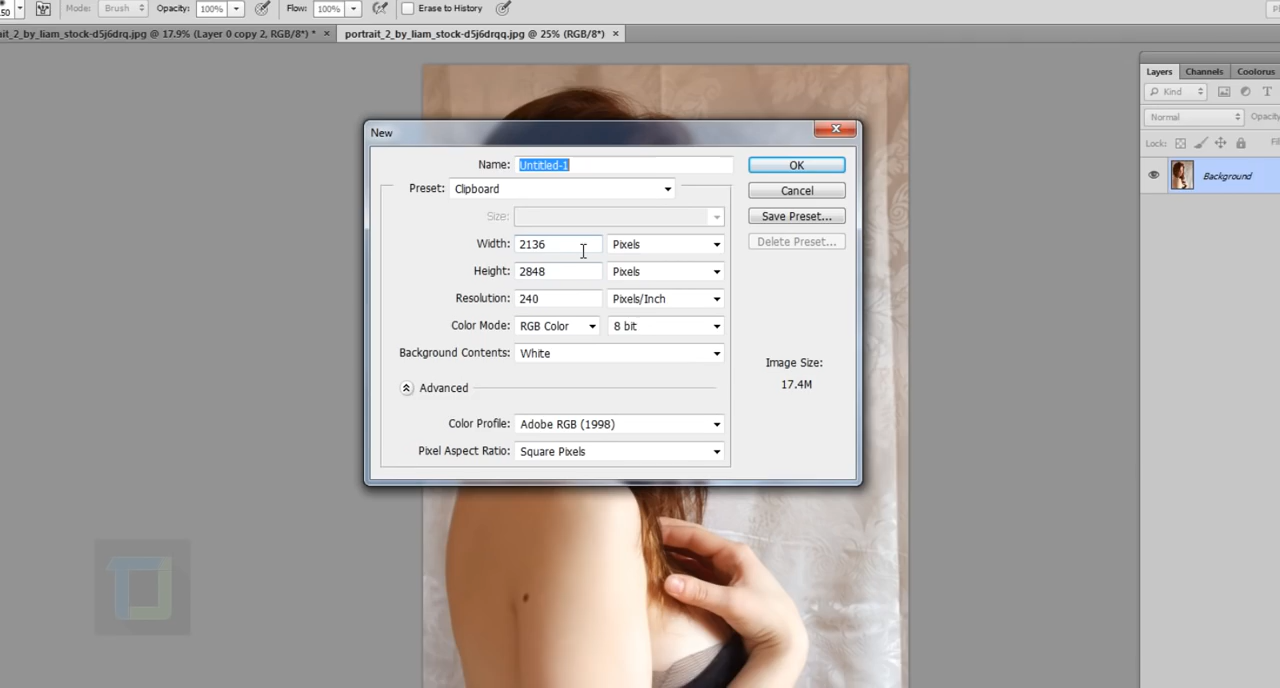 50 Mode: Brush Opacity: 100% Flow: 100% Erase to History
it_2_by_liam_stock-d5j6drq.jpg @ 17.9% (Layer 0 copy 2, RGB/8*) * × portrait_2_by_liam_stock-d5j6drqq.jpg @ 25% (RGB/8*) ×
Layers Channels Coolorus
Kind T
Normal Opacity
Lock: Fi
Background
New
Name: Untitled-1 OK
Preset: Clipboard Cancel
Size: Save Preset...
Width: 2136 Pixels Delete Preset...
Height: 2848 Pixels
Resolution: 240 Pixels/Inch
Color Mode: RGB Color 8 bit
Background Contents: White
Image Size:
17.4M
Advanced
Color Profile: Adobe RGB (1998)
Pixel Aspect Ratio: Square Pixels